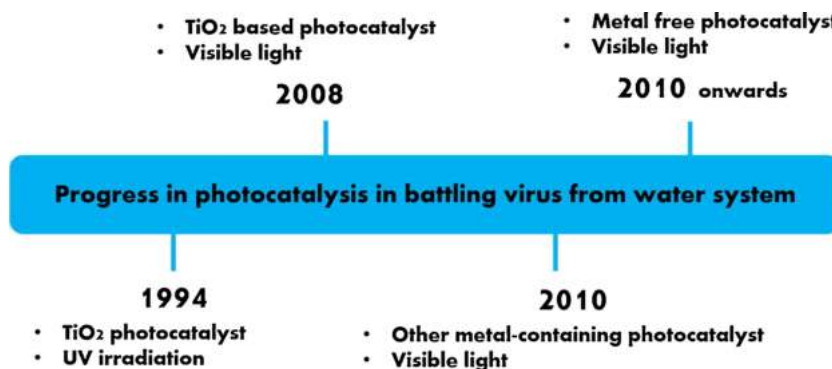 • TiO2 based photocatalyst
• Visible light
2008
• Metal free photocatalyst
• Visible light
2010 onwards
Progress in photocatalysis in battling virus from water system
1994
• TiO2 photocatalyst
• UV irradiation
2010
• Other metal-containing photocatalyst
• Visible light